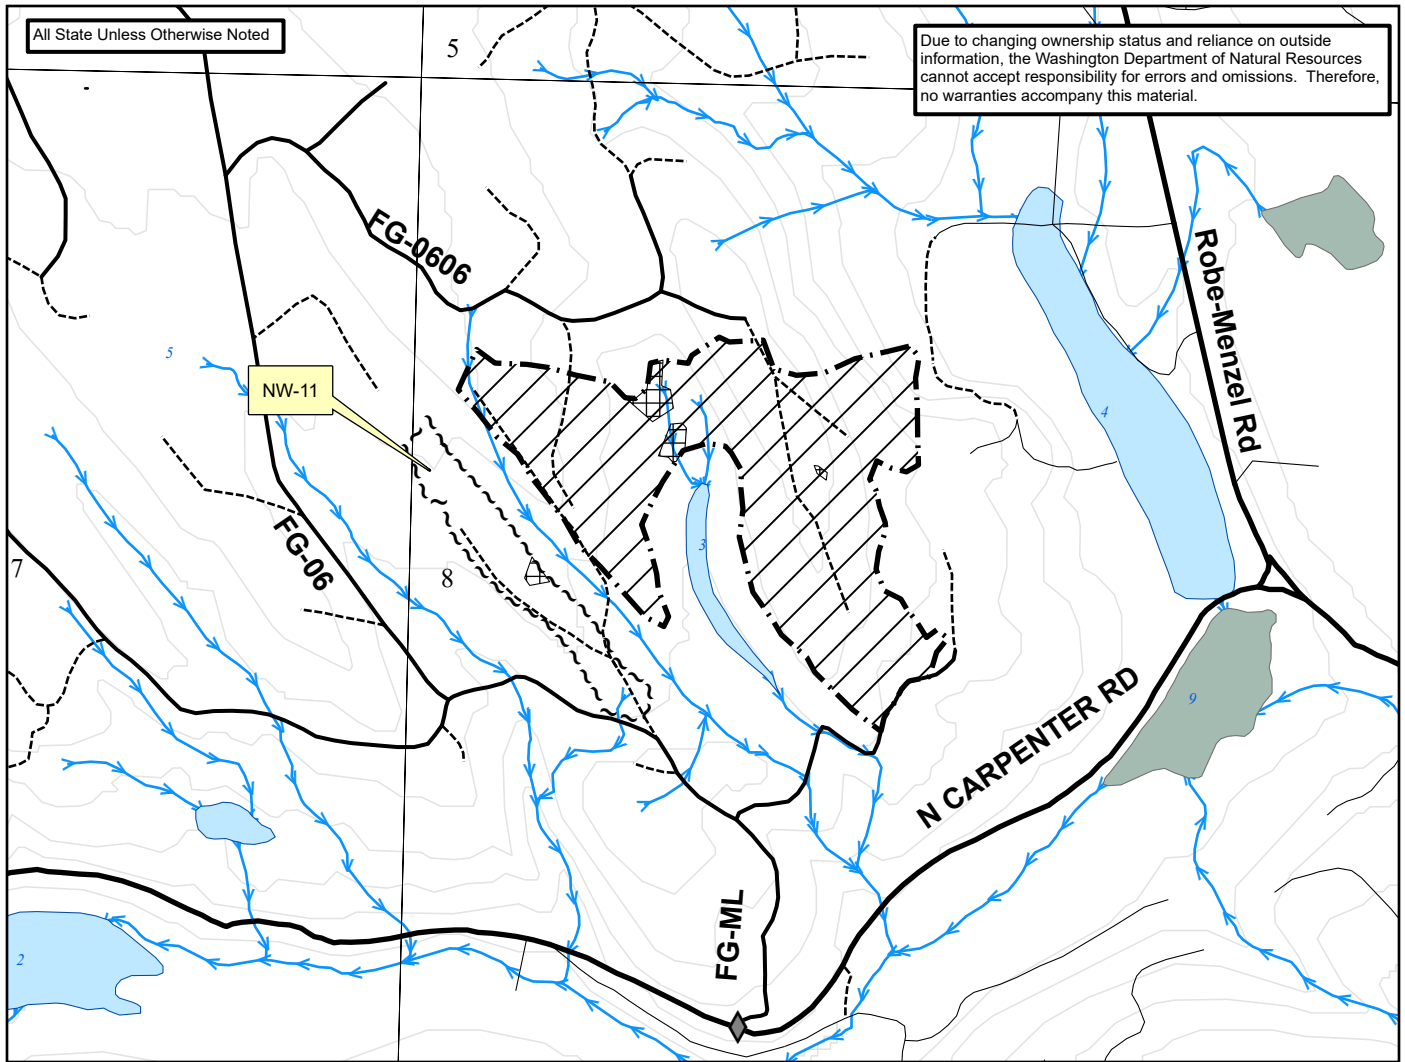 All State Unless Otherwise Noted
5
Due to changing ownership status and reliance on outside
information, the Washington Department of Natural Resources
cannot accept responsibility for errors and omissions.  Therefore,
no warranties accompany this material.
FG-0606
Robe-Menzel Rd
5
NW-11
4
FG-06
3
7
8
9
N CARPENTER RD
FG-ML
2